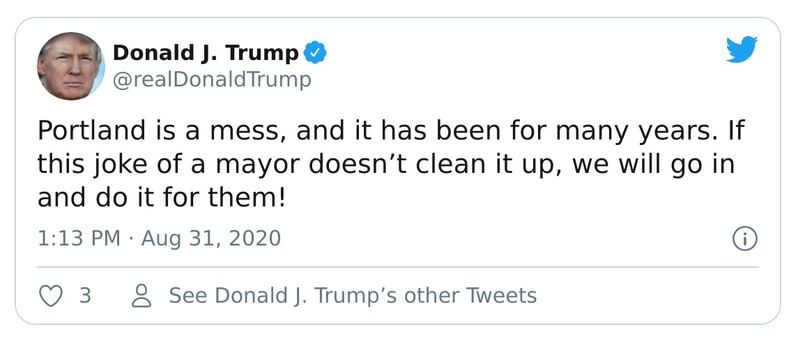 Donald J. Trump
@realDonaldTrump
Portland is a mess, and it has been for many years. If
this joke of a mayor doesn’t clean it up, we will go in
and do it for them!
1:13 PM · Aug 31, 2020
3
See Donald J. Trump’s other Tweets